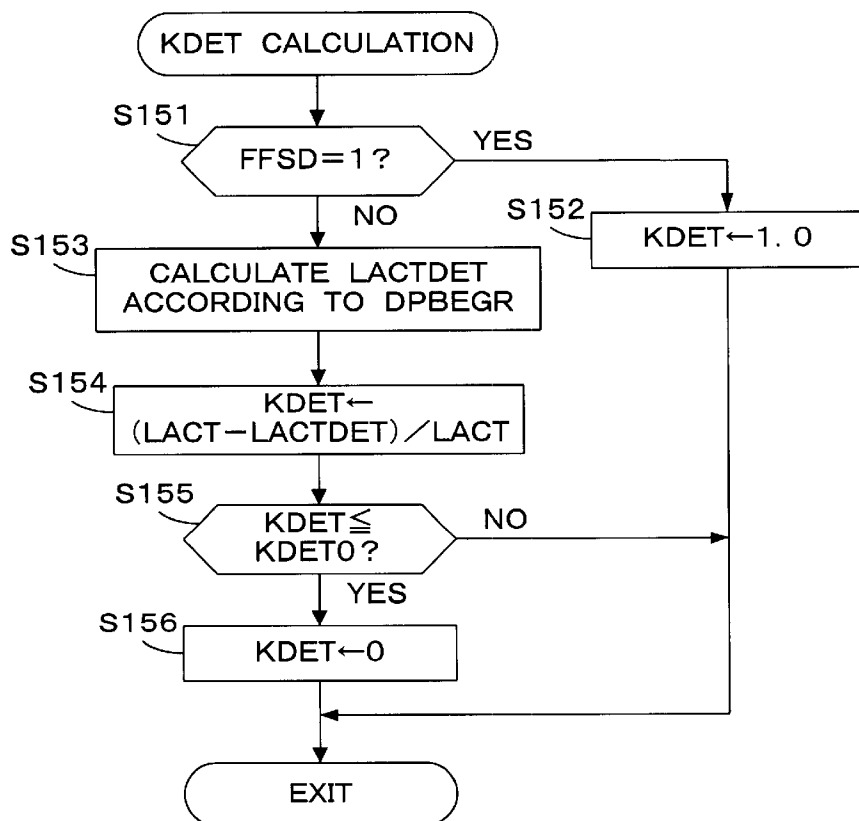 KDET CALCULATION
S151
FFSD=1?
YES
NO
S152
KDET←1.0
S153
CALCULATE LACTDET
ACCORDING TO DPBEGR
S154
KDET←
(LACT−LACTDET)／LACT
S155
KDET≦
KDET0?
NO
YES
S156
KDET←0
EXIT